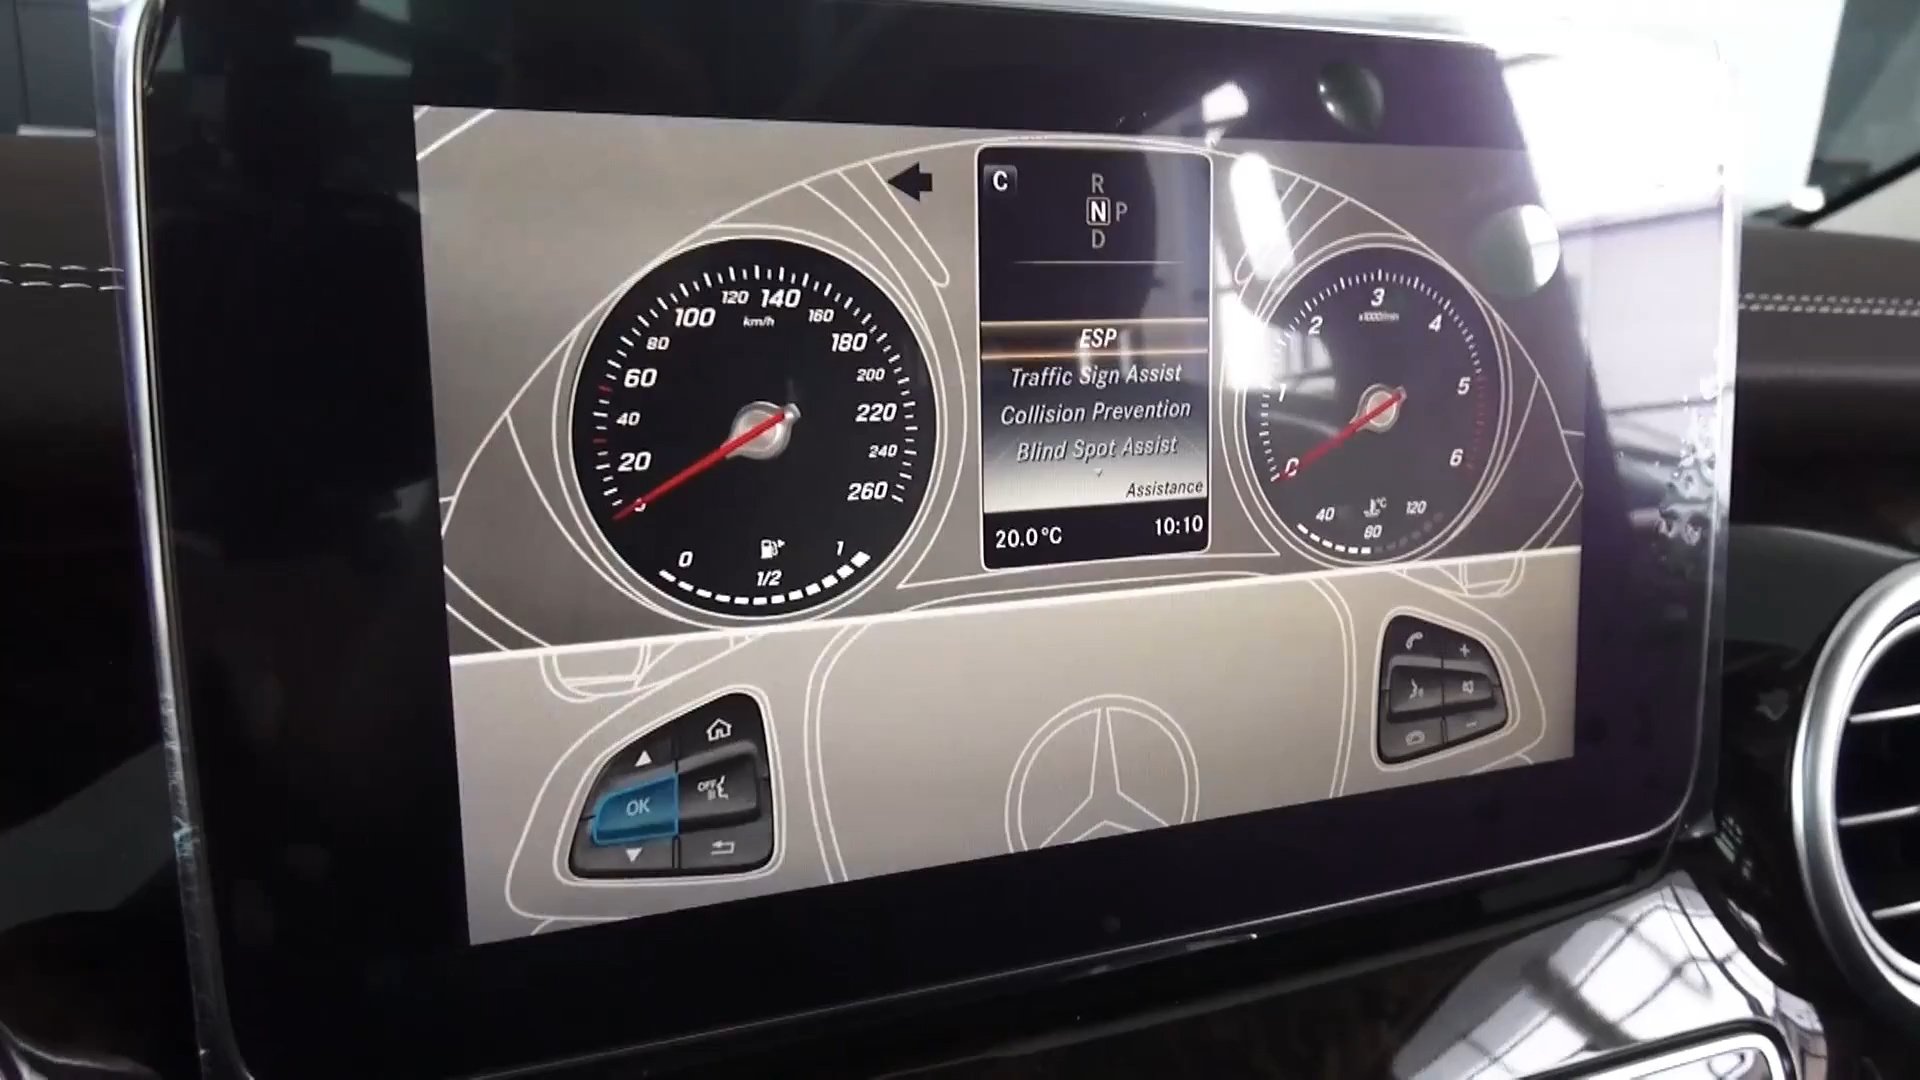 C
R
N P
D
120 140
100 km/h 160
80 180
60 200
40 220
20 240
260
0 1/2 1
ESP
Traffic Sign Assist
Collision Prevention
Blind Spot Assist
Assistance
20.0°C 10:10
3
2 x1000/min 4
1 5
0 6
40 °C 120
80
OFF
OK
+
-